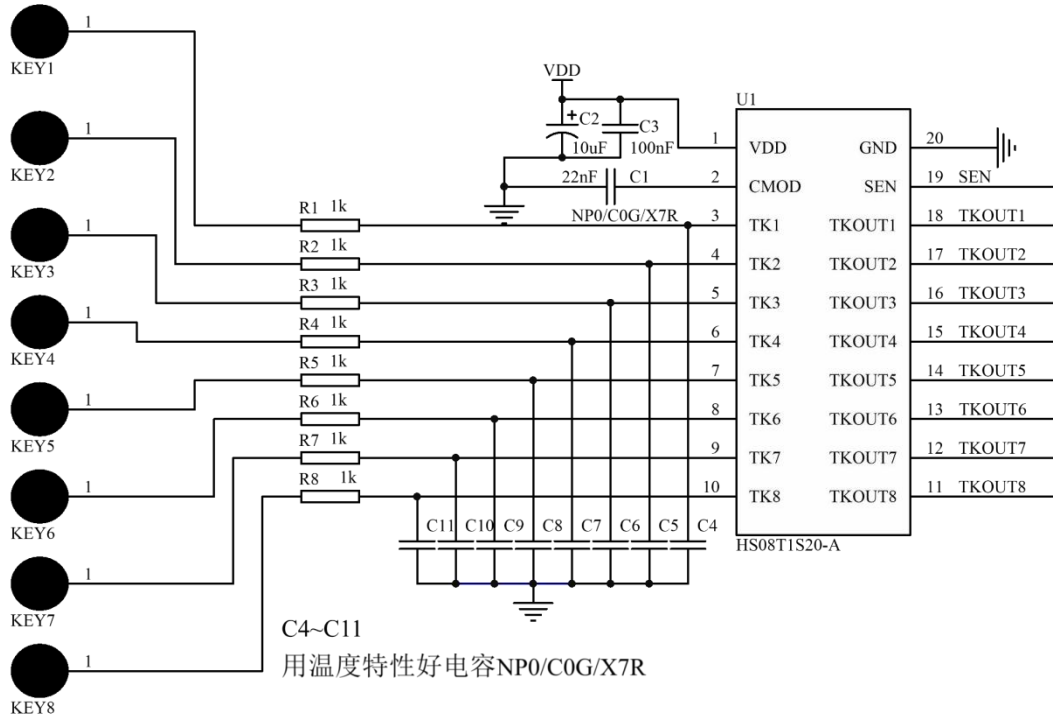 KEY1
1
KEY2
1
KEY3
1
KEY4
1
KEY5
1
KEY6
1
KEY7
1
KEY8
1
R1 1k
R2 1k
R3 1k
R4 1k
R5 1k
R6 1k
R7 1k
R8 1k
VDD
+ C2
10uF
C3
100nF
22nF C1
NP0/C0G/X7R
U1
1 VDD GND 20
2 CMOD SEN 19 SEN
3 TK1 TKOUT1 18 TKOUT1
4 TK2 TKOUT2 17 TKOUT2
5 TK3 TKOUT3 16 TKOUT3
6 TK4 TKOUT4 15 TKOUT4
7 TK5 TKOUT5 14 TKOUT5
8 TK6 TKOUT6 13 TKOUT6
9 TK7 TKOUT7 12 TKOUT7
10 TK8 TKOUT8 11 TKOUT8
HS08T1S20-A
C11 C10 C9 C8 C7 C6 C5 C4
C4~C11
用温度特性好电容NP0/C0G/X7R